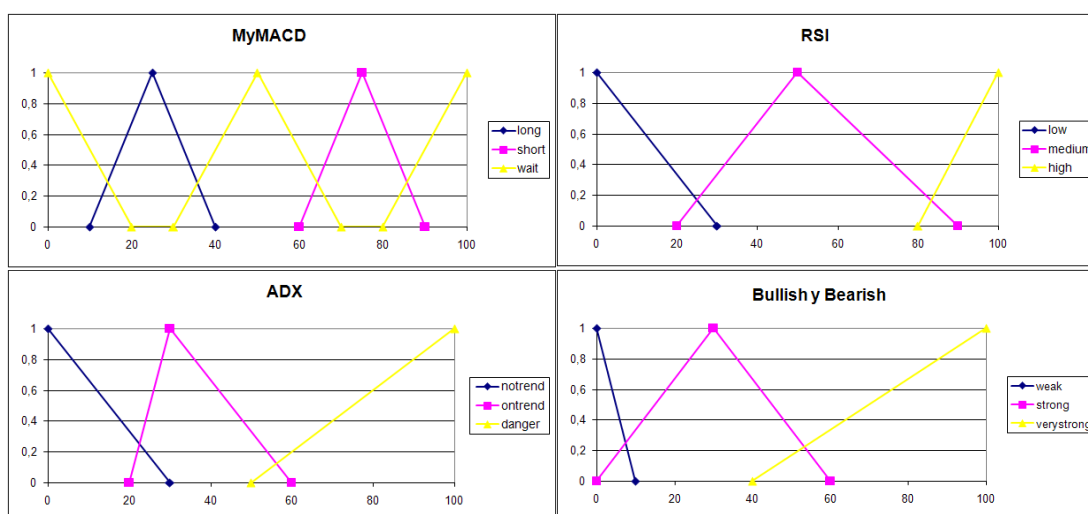 MyMACD
1
0,8
0,6
0,4
0,2
0
0 20 40 60 80 100
long
short
wait
RSI
1
0,8
0,6
0,4
0,2
0
0 20 40 60 80 100
low
medium
high
ADX
1
0,8
0,6
0,4
0,2
0
0 20 40 60 80 100
notrend
ontrend
danger
Bullish y Bearish
1
0,8
0,6
0,4
0,2
0
0 20 40 60 80 100
weak
strong
verystrong